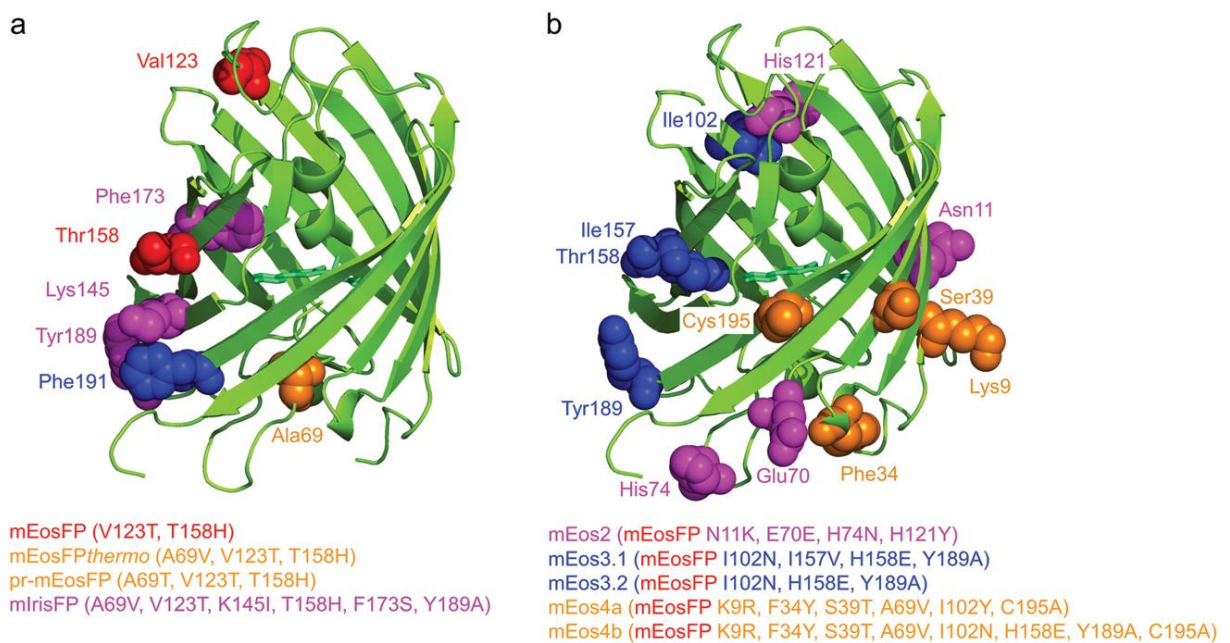 a
Val123
Phe173
Thr158
Lys145
Tyr189
Phe191
Ala69
mEosFP (V123T, T158H)
mEosFPthermo (A69V, V123T, T158H)
pr-mEosFP (A69T, V123T, T158H)
mIrisFP (A69V, V123T, K145I, T158H, F173S, Y189A)
b
His121
Ile102
Asn11
Ile157
Thr158
Ser39
Cys195
Lys9
Tyr189
Phe34
Glu70
His74
mEos2 (mEosFP N11K, E70E, H74N, H121Y)
mEos3.1 (mEosFP I102N, I157V, H158E, Y189A)
mEos3.2 (mEosFP I102N, H158E, Y189A)
mEos4a (mEosFP K9R, F34Y, S39T, A69V, I102Y, C195A)
mEos4b (mEosFP K9R, F34Y, S39T, A69V, I102N, H158E, Y189A, C195A)